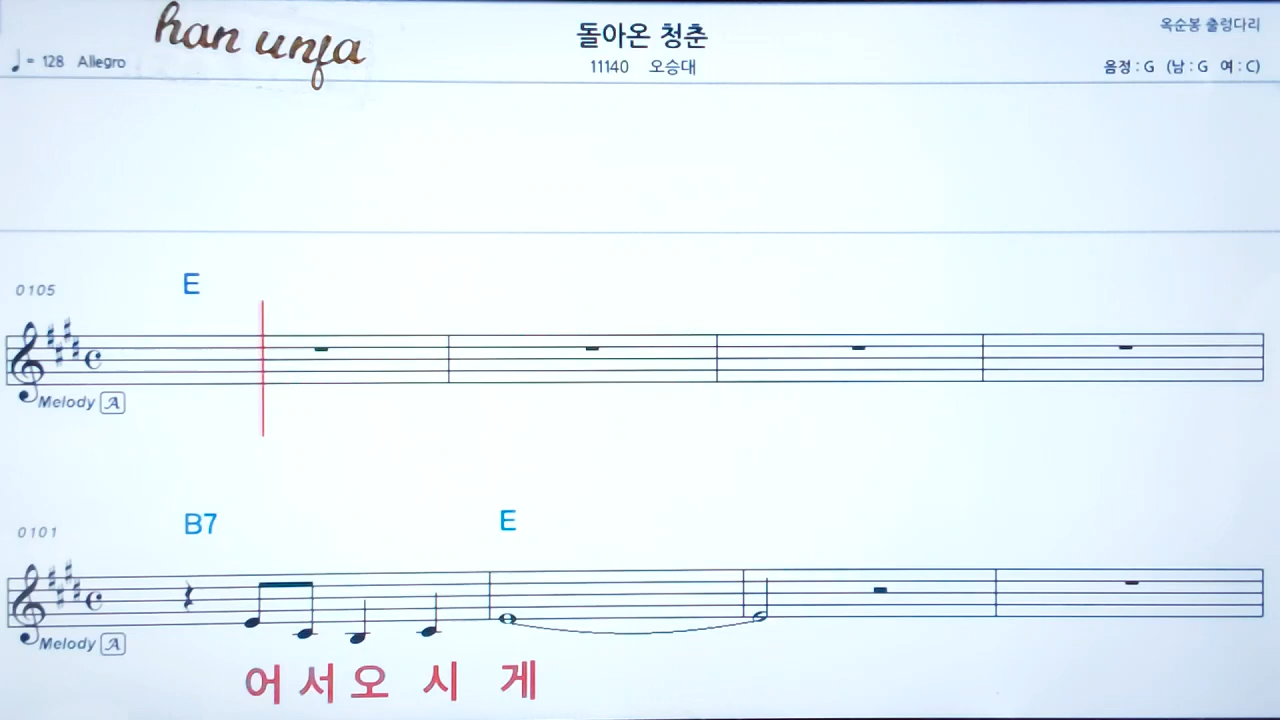 han unfa
돌아온 청춘
옥순봉 출렁다리
♩= 128 Allegro
11140 오승대
음정 : G (남 : G 여 : C)
E
0105
Melody A
B7 E
0101
Melody A
어 서 오 시 게